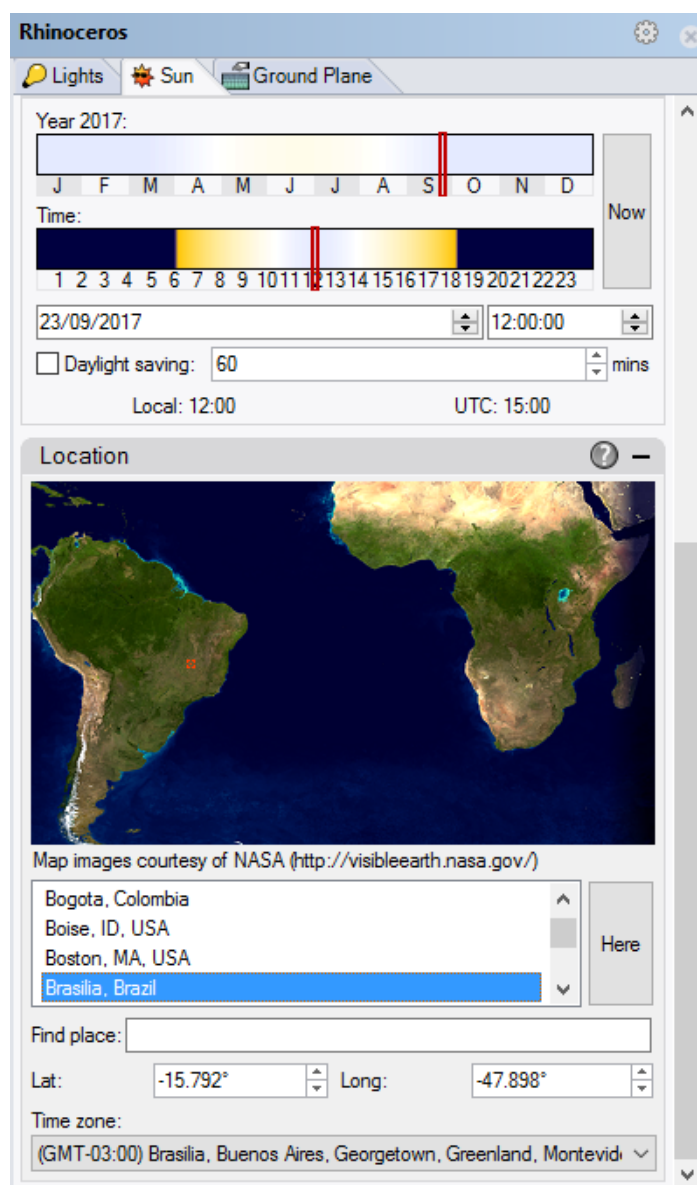 Rhinoceros
Lights Sun Ground Plane
Year 2017:
J F M A M J J A S O N D
Now
Time:
1 2 3 4 5 6 7 8 9 10 11 12 13 14 15 16 17 18 19 20 21 22 23
23/09/2017 12:00:00
Daylight saving: 60 mins
Local: 12:00 UTC: 15:00
Location
Map images courtesy of NASA (http://visibleearth.nasa.gov/)
Bogota, Colombia
Boise, ID, USA
Boston, MA, USA
Brasilia, Brazil
Here
Find place:
Lat: -15.792° Long: -47.898°
Time zone:
(GMT-03:00) Brasilia, Buenos Aires, Georgetown, Greenland, Montevid